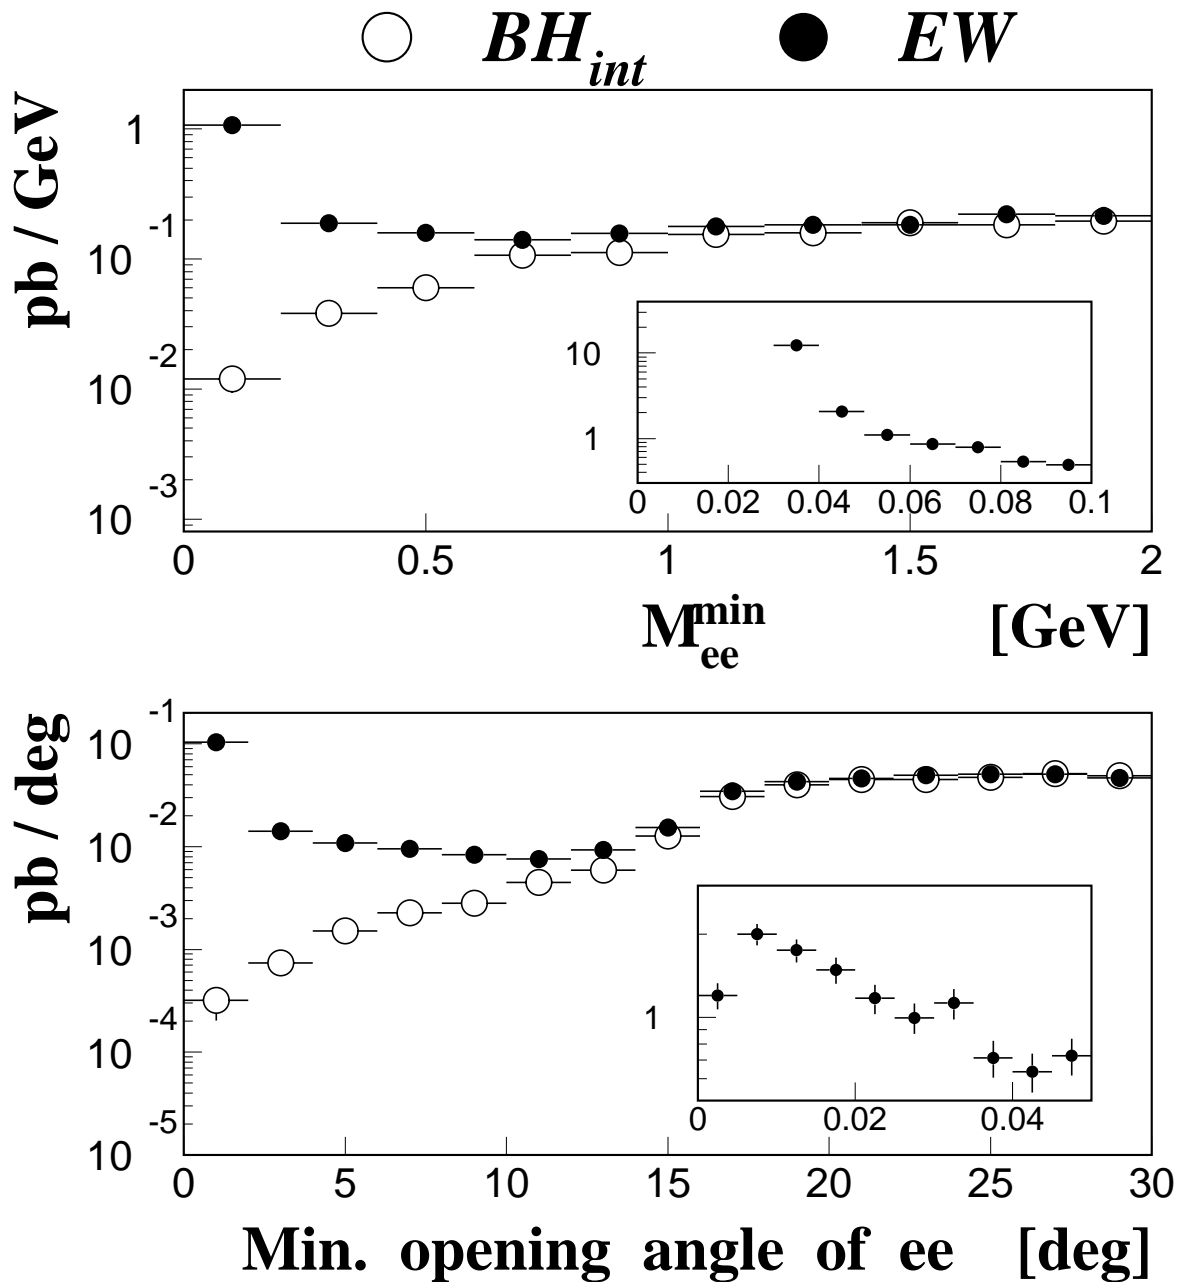 BH_int EW
pb / GeV
1
10^-1
10^-2
10^-3
10
1
0 0.02 0.04 0.06 0.08 0.1
0 0.5 1 1.5 2
M_ee^min [GeV]
pb / deg
10^-1
10^-2
10^-3
10^-4
10^-5
1
0 0.02 0.04
0 5 10 15 20 25 30
Min. opening angle of ee [deg]